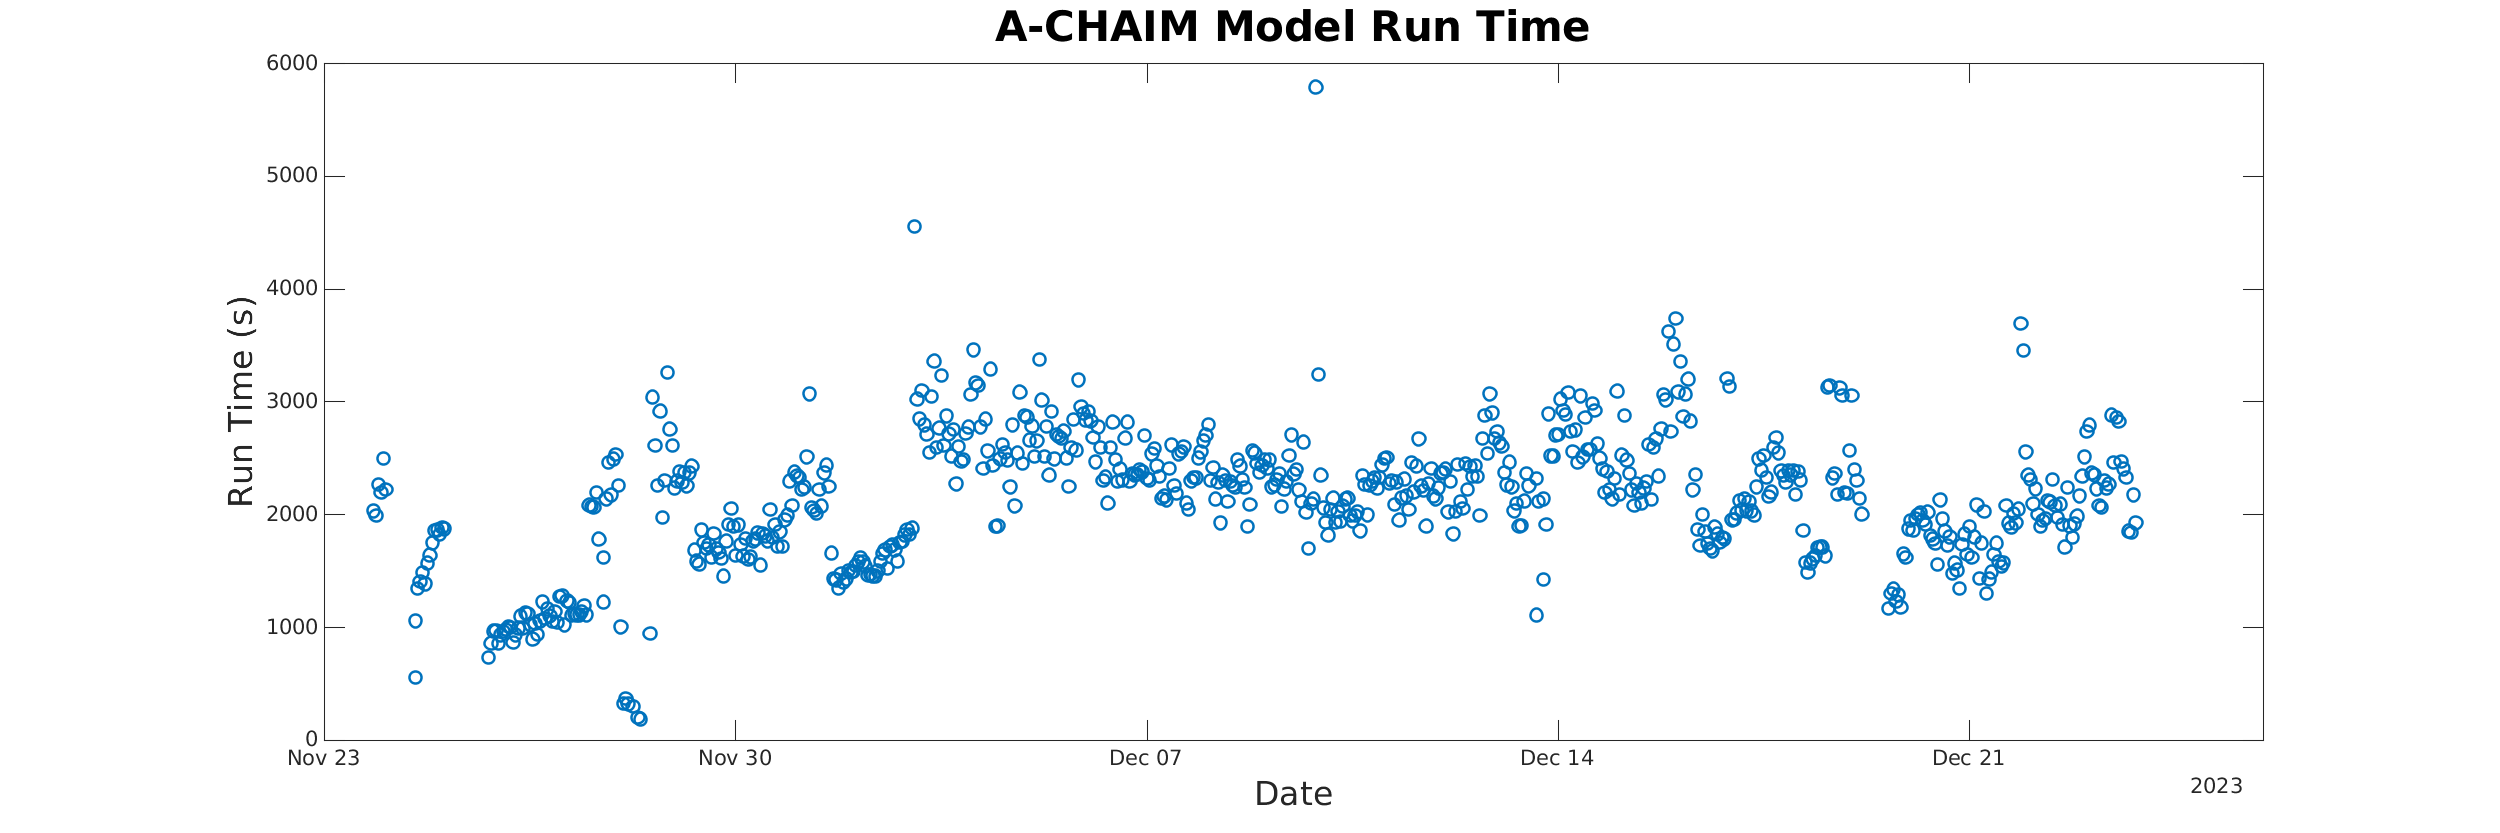 A-CHAIM Model Run Time
6000
5000
4000
3000
2000
1000
0
Run Time (s)
Nov 23
Nov 30
Dec 07
Dec 14
Dec 21
2023
Date